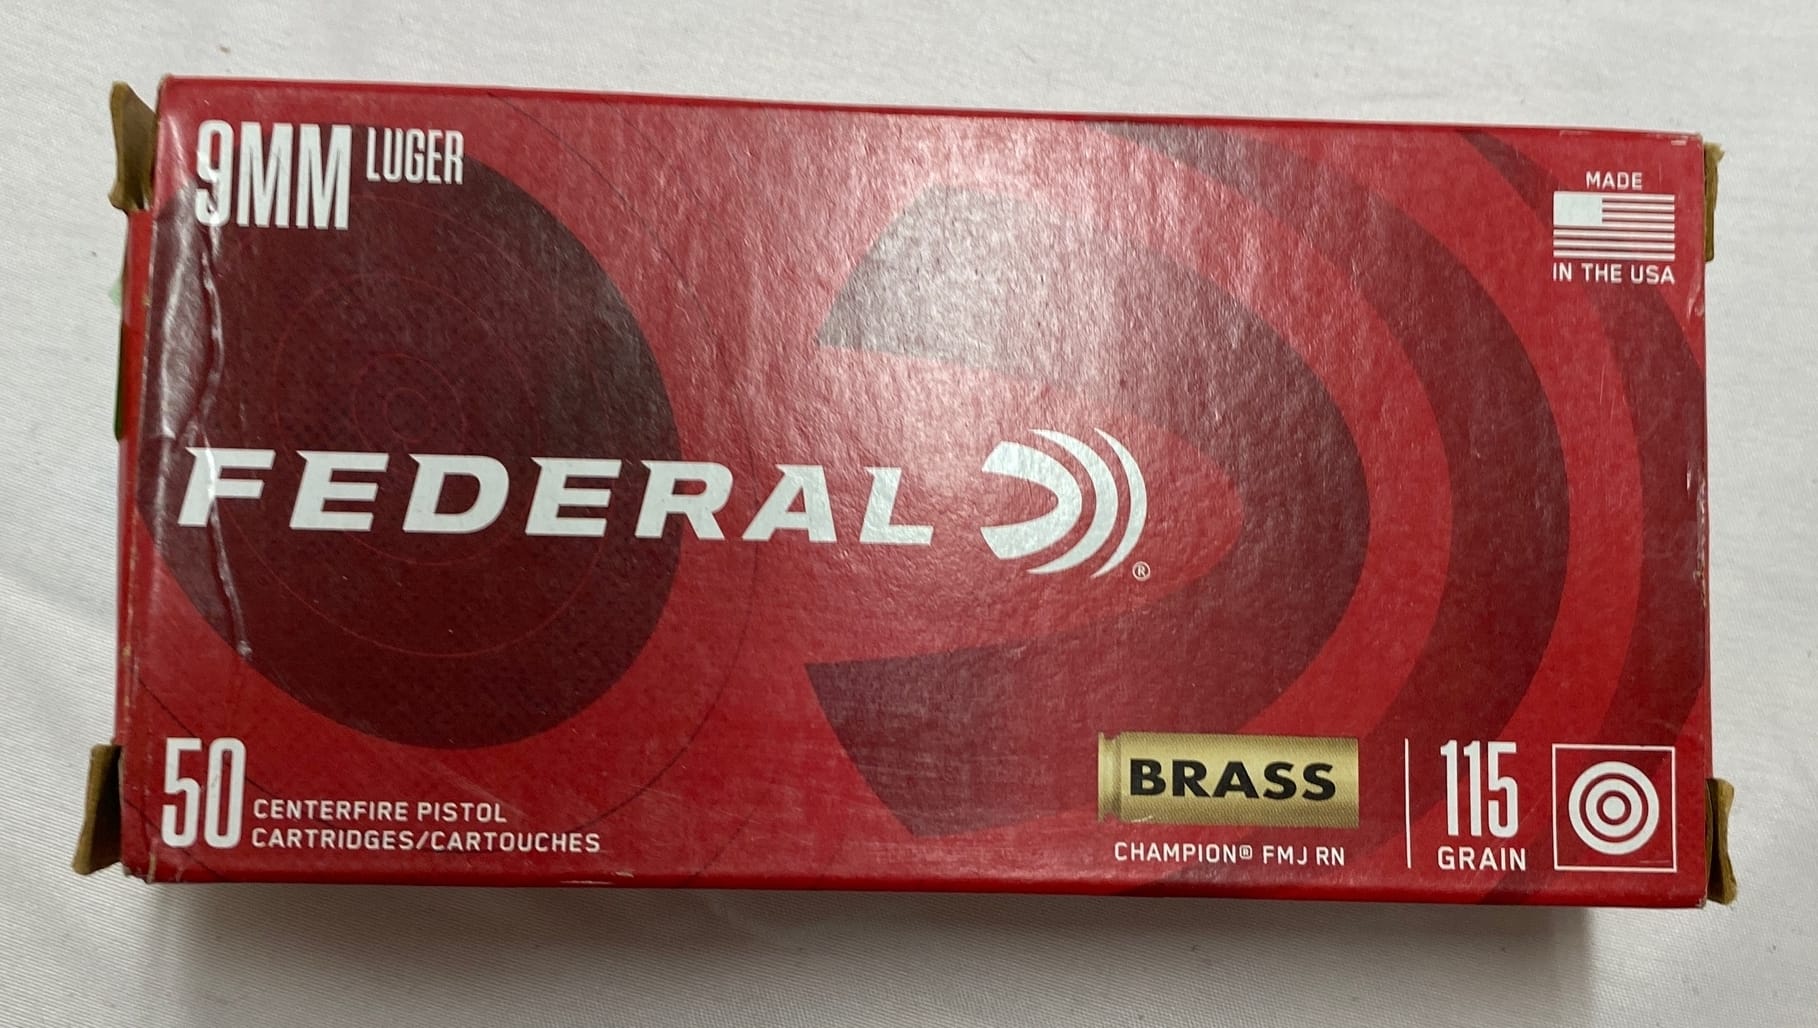 9MM LUGER
MADE
IN THE USA
FEDERAL ®
50 CENTERFIRE PISTOL
CARTRIDGES/CARTOUCHES
BRASS
CHAMPION® FMJ RN
115
GRAIN